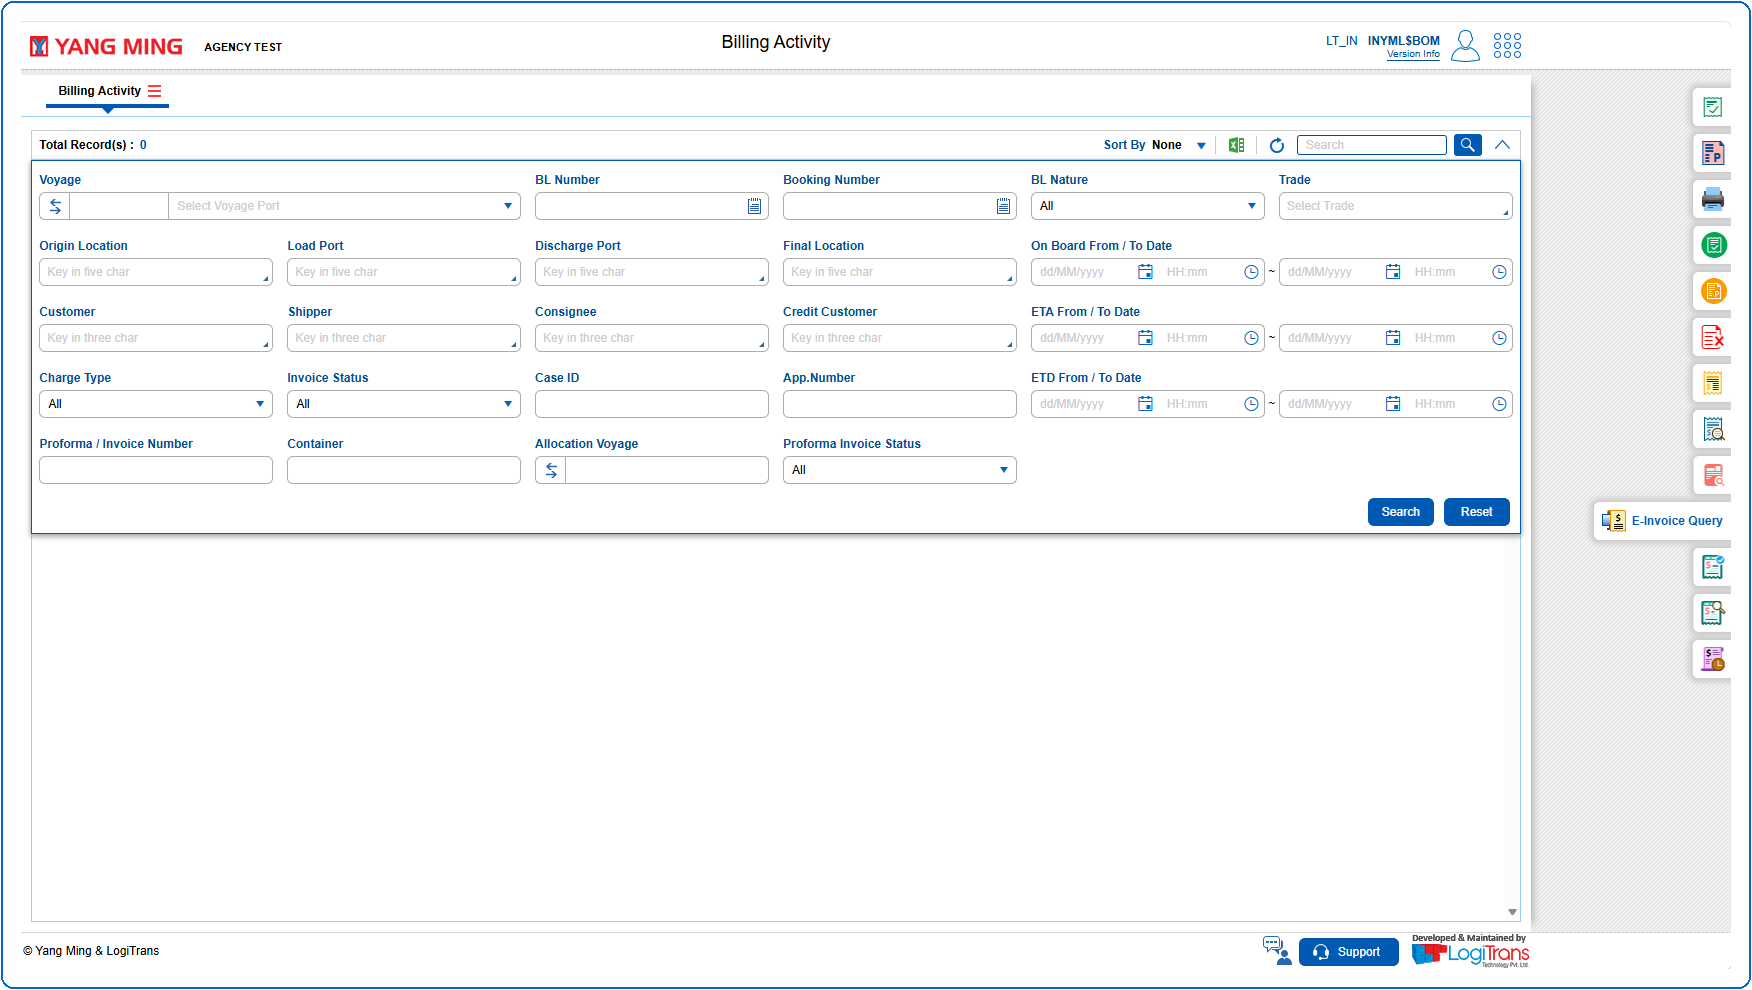 YANG MING AGENCY TEST
Billing Activity
LT_IN INYML$BOM
Version Info
Billing Activity
Total Record(s) : 0
Sort By None
Search
Voyage BL Number Booking Number BL Nature Trade
Select Voyage Port All Select Trade
Origin Location Load Port Discharge Port Final Location On Board From / To Date
Key in five char Key in five char Key in five char Key in five char dd/MM/yyyy HH:mm ~ dd/MM/yyyy HH:mm
Customer Shipper Consignee Credit Customer ETA From / To Date
Key in three char Key in three char Key in three char Key in three char dd/MM/yyyy HH:mm ~ dd/MM/yyyy HH:mm
Charge Type Invoice Status Case ID App.Number ETD From / To Date
All All dd/MM/yyyy HH:mm ~ dd/MM/yyyy HH:mm
Proforma / Invoice Number Container Allocation Voyage Proforma Invoice Status
All
Search Reset
E-Invoice Query
© Yang Ming & LogiTrans
Support
Developed & Maintained by
LogiTrans
Technology Pvt. Ltd.